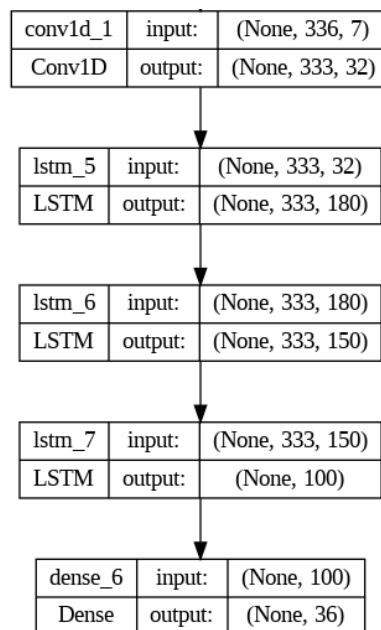 conv1d_1 input: (None, 336, 7)
Conv1D output: (None, 333, 32)
lstm_5 input: (None, 333, 32)
LSTM output: (None, 333, 180)
lstm_6 input: (None, 333, 180)
LSTM output: (None, 333, 150)
lstm_7 input: (None, 333, 150)
LSTM output: (None, 100)
dense_6 input: (None, 100)
Dense output: (None, 36)